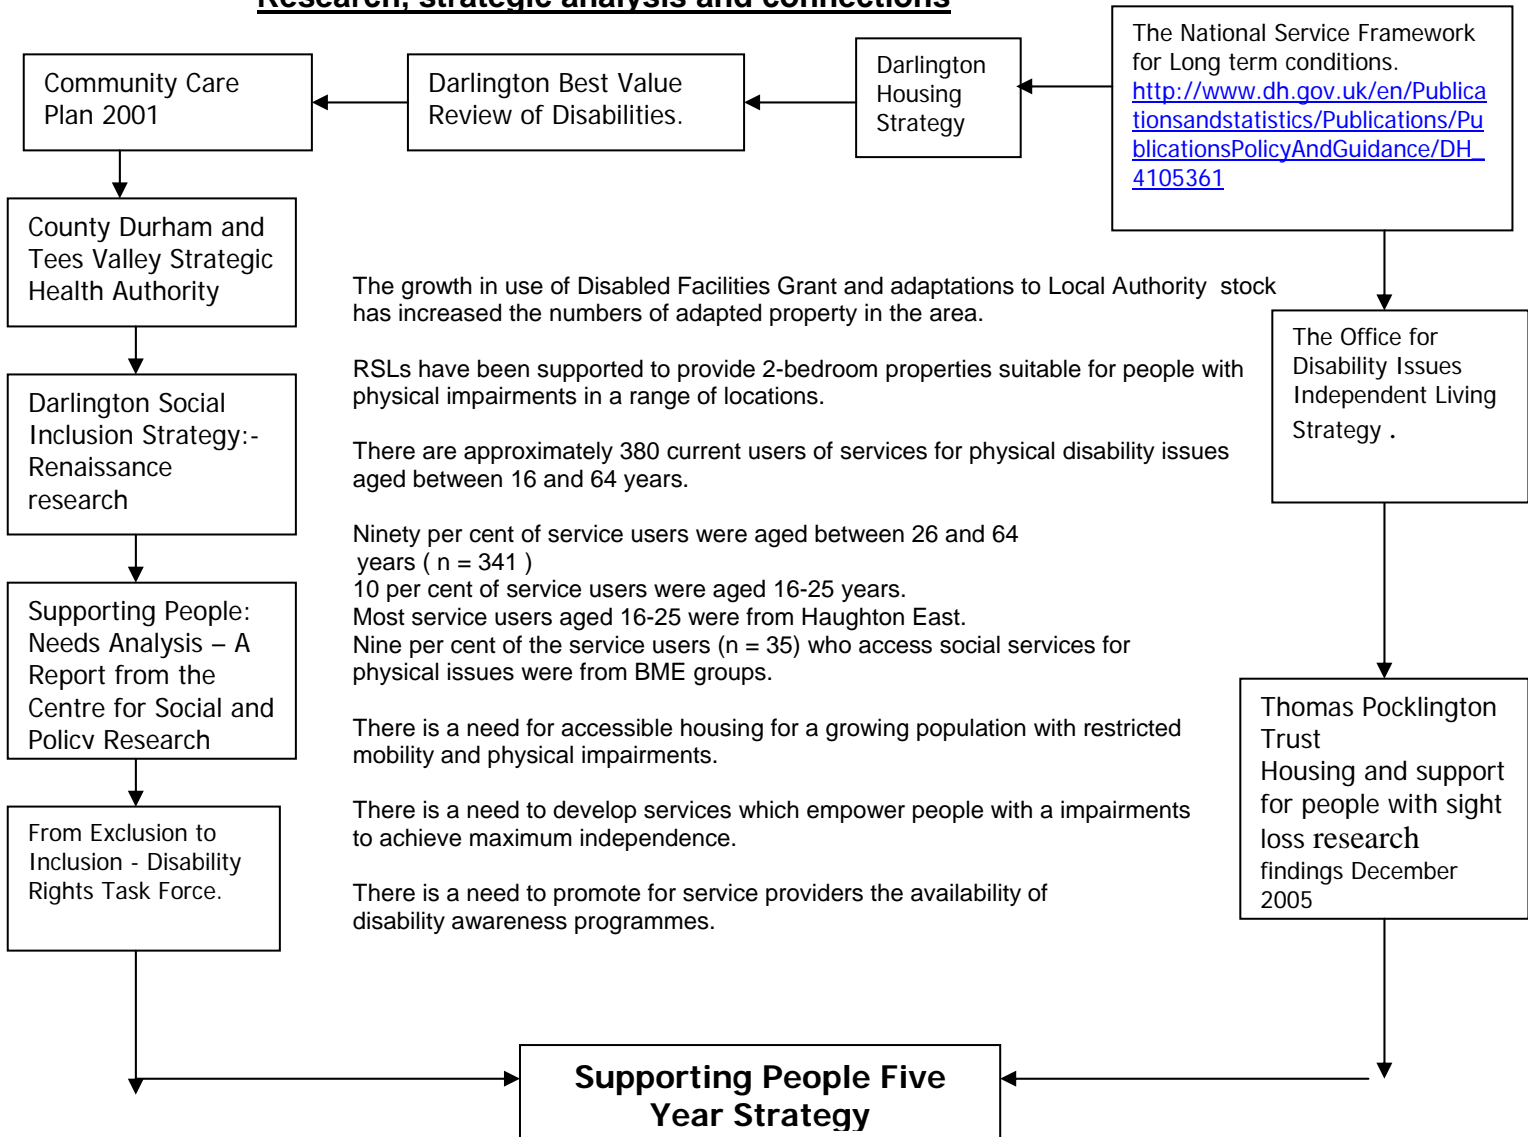 Research, strategic analysis and connections
Community Care
Plan 2001
Darlington Best Value
Review of Disabilities.
Darlington
Housing
Strategy
The National Service Framework
for Long term conditions.
http://www.dh.gov.uk/en/Publica
tionsandstatistics/Publications/Pu
blicationsPolicyAndGuidance/DH_
4105361
County Durham and
Tees Valley Strategic
Health Authority
Darlington Social
Inclusion Strategy:-
Renaissance
research
Supporting People:
Needs Analysis – A
Report from the
Centre for Social and
Policy Research
From Exclusion to
Inclusion - Disability
Rights Task Force.
The growth in use of Disabled Facilities Grant and adaptations to Local Authority  stock
has increased the numbers of adapted property in the area.
RSLs have been supported to provide 2-bedroom properties suitable for people with
physical impairments in a range of locations.
There are approximately 380 current users of services for physical disability issues
aged between 16 and 64 years.
Ninety per cent of service users were aged between 26 and 64
years ( n = 341 )
10 per cent of service users were aged 16-25 years.
Most service users aged 16-25 were from Haughton East.
Nine per cent of the service users (n = 35) who access social services for
physical issues were from BME groups.
There is a need for accessible housing for a growing population with restricted
mobility and physical impairments.
There is a need to develop services which empower people with a impairments
to achieve maximum independence.
There is a need to promote for service providers the availability of
disability awareness programmes.
The Office for
Disability Issues
Independent Living
Strategy .
Thomas Pocklington
Trust
Housing and support
for people with sight
loss research
findings December
2005
Supporting People Five
Year Strategy